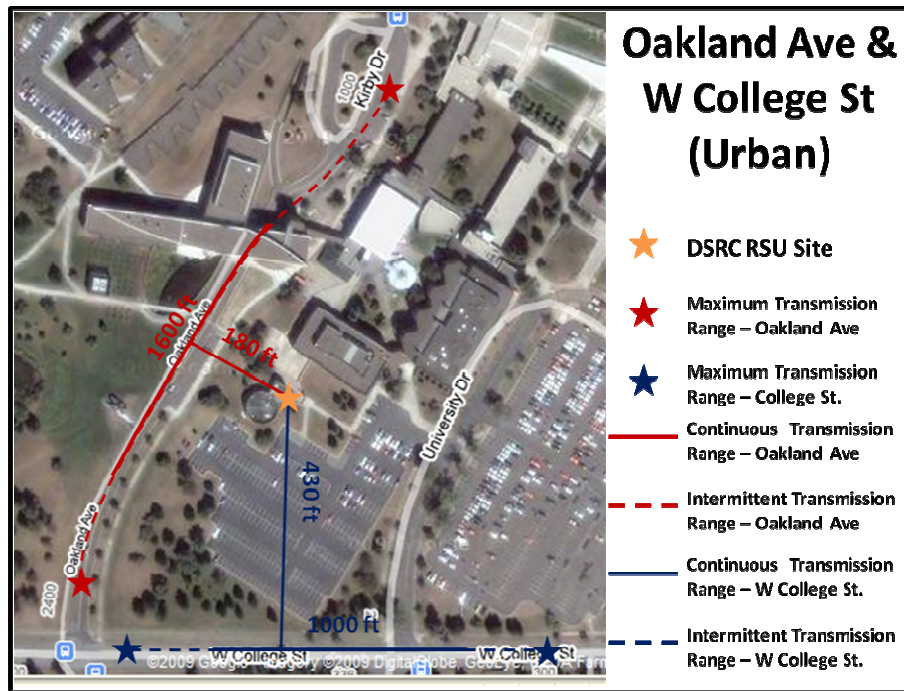 Oakland Ave &
W College St
(Urban)
DSRC RSU Site
Maximum Transmission
Range – Oakland Ave
Maximum Transmission
Range – College St.
Continuous Transmission
Range – Oakland Ave
Intermittent Transmission
Range – Oakland Ave
Continuous Transmission
Range – W College St.
Intermittent Transmission
Range – W College St.
1000
Kirby Dr
1600 ft
Oakland Ave
180 ft
University Dr
480 ft
Oakland Ave
2400
1000 ft
W College St
W College St
300
©2009 Google - Imagery ©2009 DigitalGlobe, GeoEye,